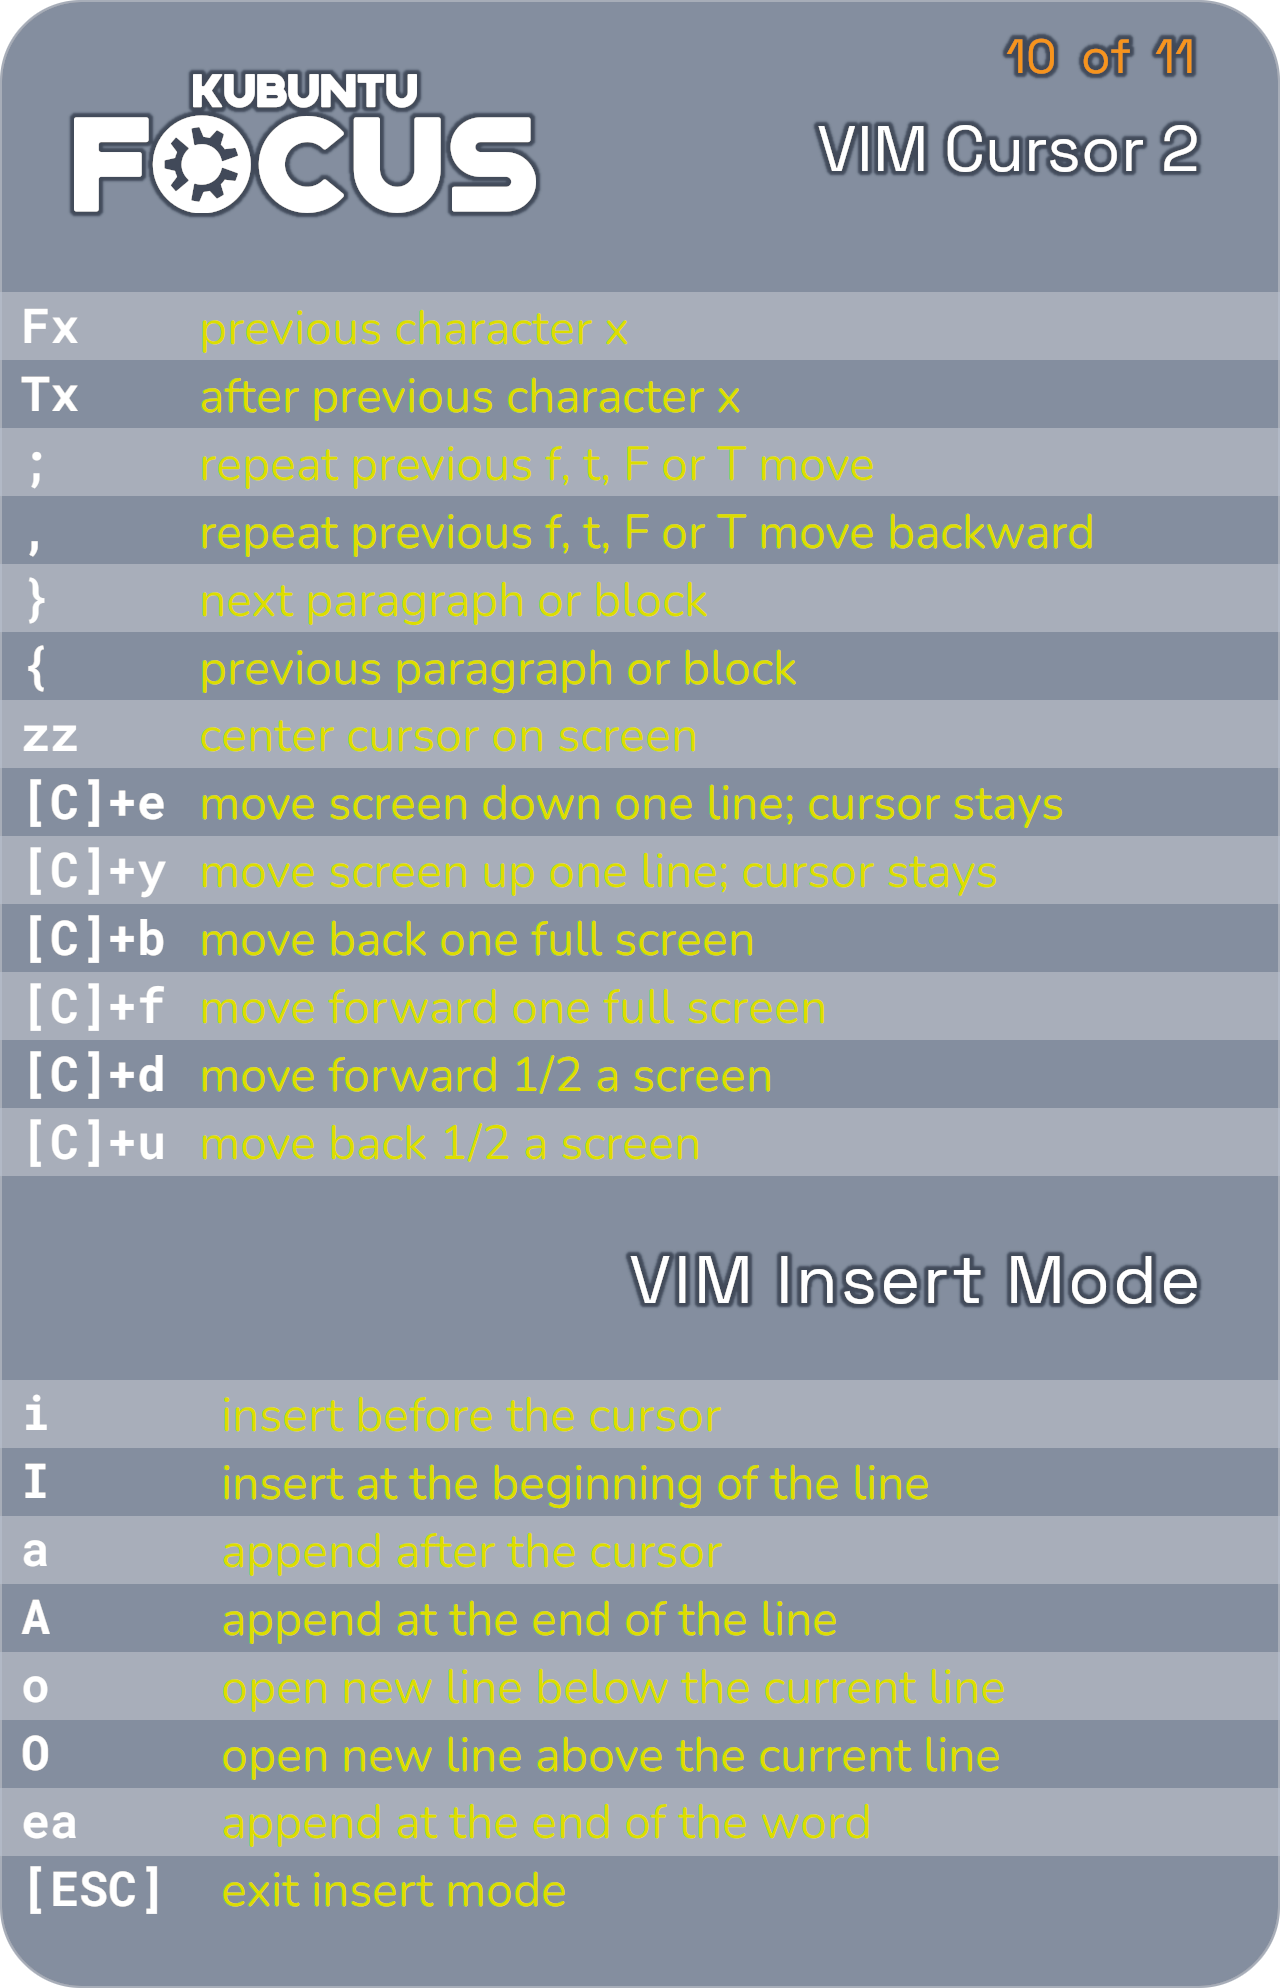 10 of 11
KUBUNTU
FOCUS
VIM Cursor 2
Fx previous character x
Tx after previous character x
; repeat previous f, t, F or T move
, repeat previous f, t, F or T move backward
} next paragraph or block
{ previous paragraph or block
zz center cursor on screen
[C]+e move screen down one line; cursor stays
[C]+y move screen up one line; cursor stays
[C]+b move back one full screen
[C]+f move forward one full screen
[C]+d move forward 1/2 a screen
[C]+u move back 1/2 a screen
VIM Insert Mode
i insert before the cursor
I insert at the beginning of the line
a append after the cursor
A append at the end of the line
o open new line below the current line
O open new line above the current line
ea append at the end of the word
[ESC] exit insert mode